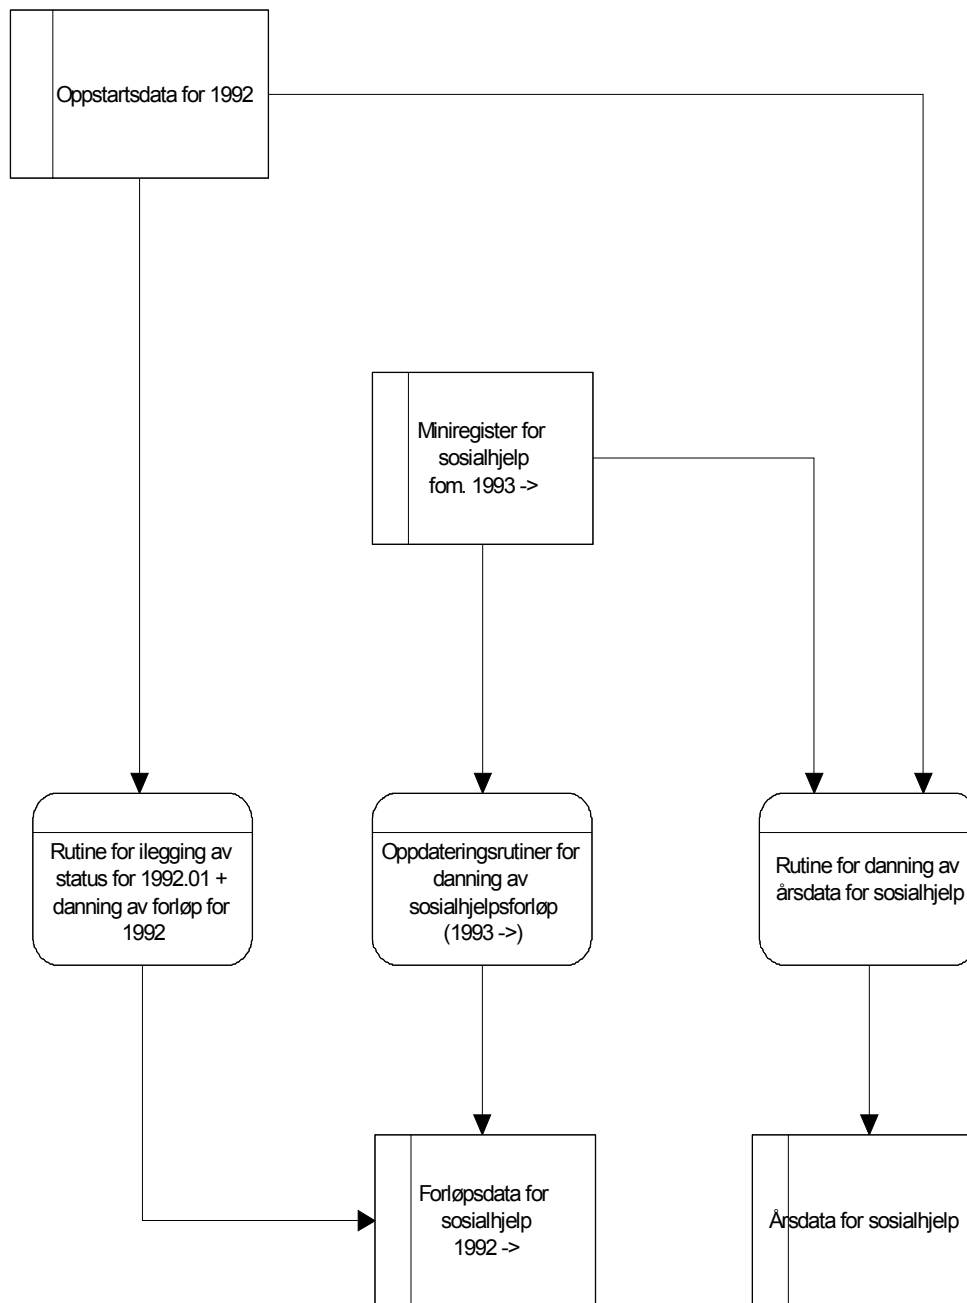 Oppstartsdata for 1992
Miniregister for
sosialhjelp
fom. 1993 ->
Rutine for ilegging av
status for 1992.01 +
danning av forløp for
1992
Oppdateringsrutiner for
danning av
sosialhjelpsforløp
(1993 ->)
Rutine for danning av
årsdata for sosialhjelp
Forløpsdata for
sosialhjelp
1992 ->
Årsdata for sosialhjelp